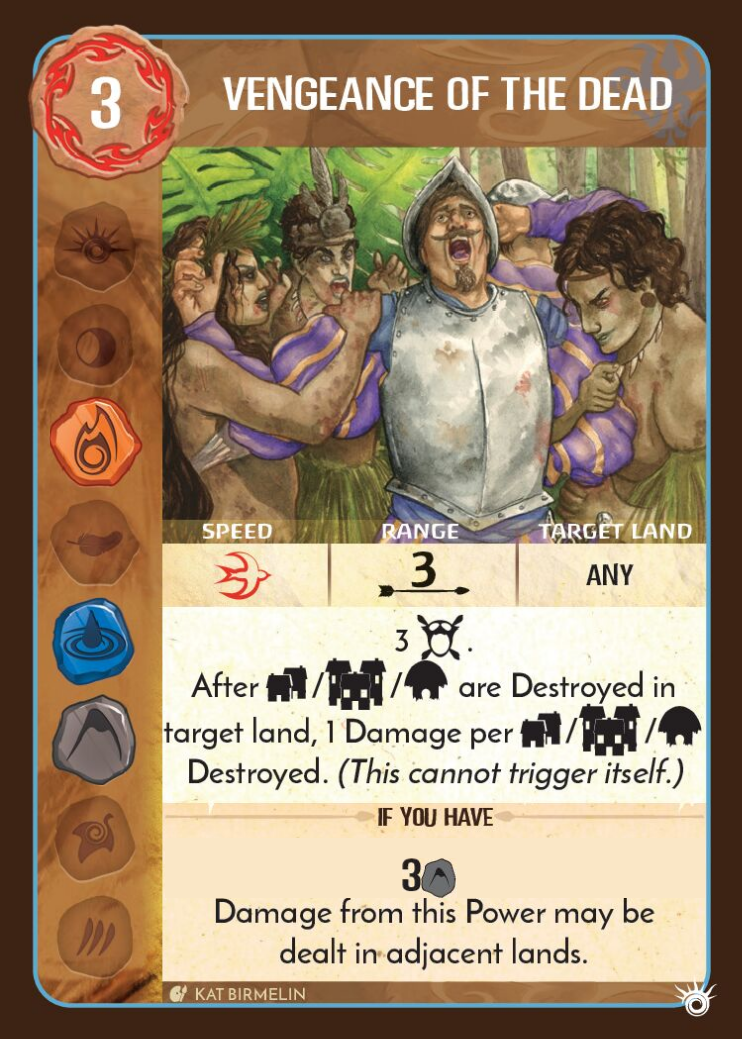 3
VENGEANCE OF THE DEAD
SPEED RANGE TARGET LAND
3 ANY
3 .
After / / are Destroyed in
target land, 1 Damage per / /
Destroyed. (This cannot trigger itself.)
IF YOU HAVE
3
Damage from this Power may be
dealt in adjacent lands.
KAT BIRMELIN